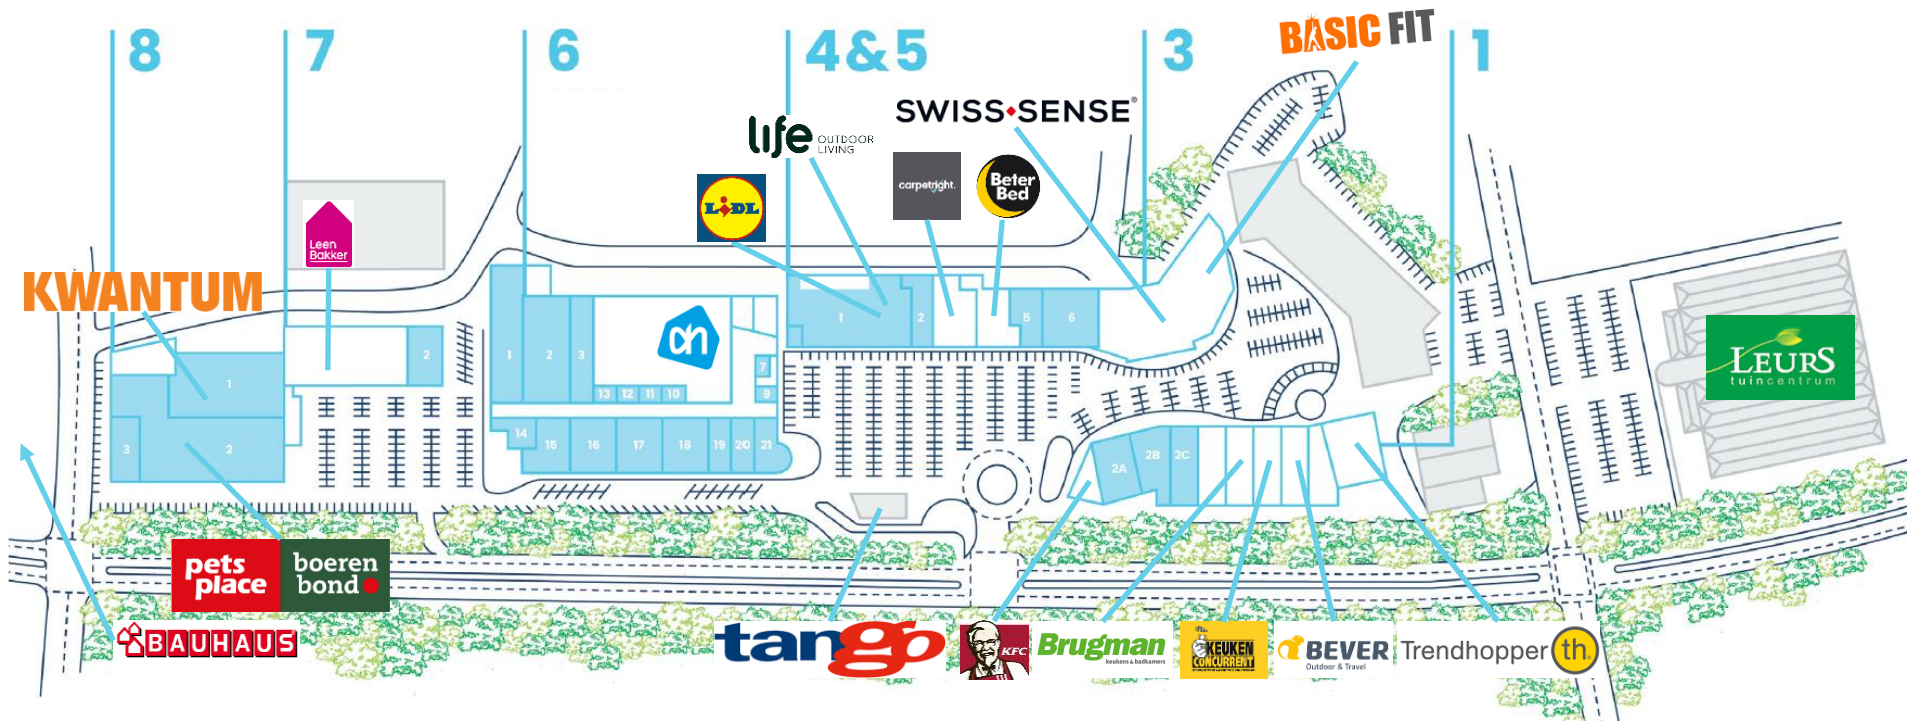 8
7
6
4&5
3
BASIC FIT
1
SWISS SENSE®
life OUTDOOR
LIVING
carpetright.
Beter
Bed
LIDL
Leen
Bakker
KWANTUM
LEURS
tuincentrum
ah
1
2
3
2
1
2
3
13
12
11
10
7
9
14
15
16
17
18
19
20
21
1
2
5
6
2A
2B
2C
pets
place
boeren
bond
BAUHAUS
tango
KFC
Brugman
keukens & badkamers
KEUKEN
CONCURRENT
BEVER
Outdoor & Travel
Trendhopper th.